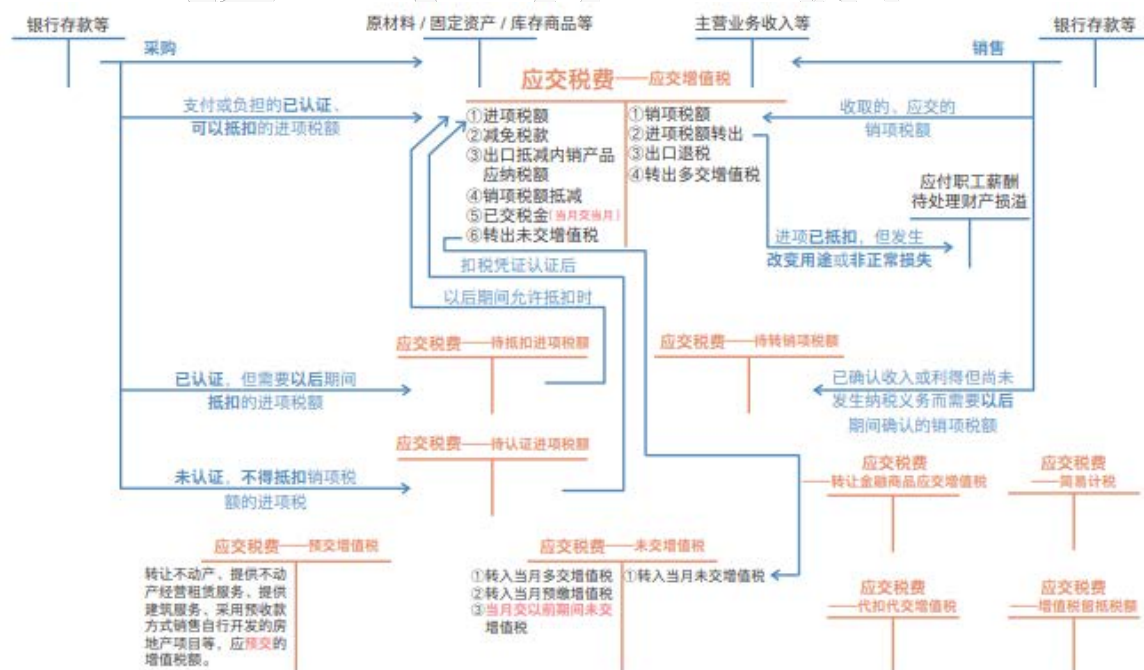 银行存款等
原材料 / 固定资产 / 库存商品等
主营业务收入等
银行存款等
采购
销售
应交税费——应交增值税
支付或负担的已认证、
可以抵扣的进项税额
①进项税额
②减免税款
③出口抵减内销产品
应纳税额
④销项税额抵减
⑤已交税金(当月交当月)
⑥转出未交增值税
①销项税额
②进项税额转出
③出口退税
④转出多交增值税
收取的、应交的
销项税额
应付职工薪酬
待处理财产损溢
进项已抵扣，但发生
改变用途或非正常损失
扣税凭证认证后
以后期间允许抵扣时
应交税费——待抵扣进项税额
应交税费——待转销项税额
已认证，但需要以后期间
抵扣的进项税额
已确认收入或利得但尚未
发生纳税义务而需要以后
期间确认的销项税额
应交税费——待认证进项税额
未认证，不得抵扣销项税
额的进项税
应交税费
——转让金融商品应交增值税
应交税费
——简易计税
应交税费——预交增值税
转让不动产、提供不动
产经营租赁服务、提供
建筑服务、采用预收款
方式销售自行开发的房
地产项目等，应预交的
增值税额。
应交税费——未交增值税
①转入当月多交增值税
②转入当月预缴增值税
③当月交以前期间未交
增值税
①转入当月未交增值税
应交税费
——代扣代交增值税
应交税费
——增值税留抵税额